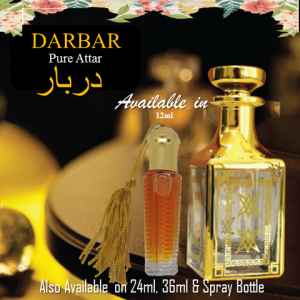 DARBAR
Pure Attar
دربار
Available in
12ml
Also Available on 24ml, 36ml & Spray Bottle